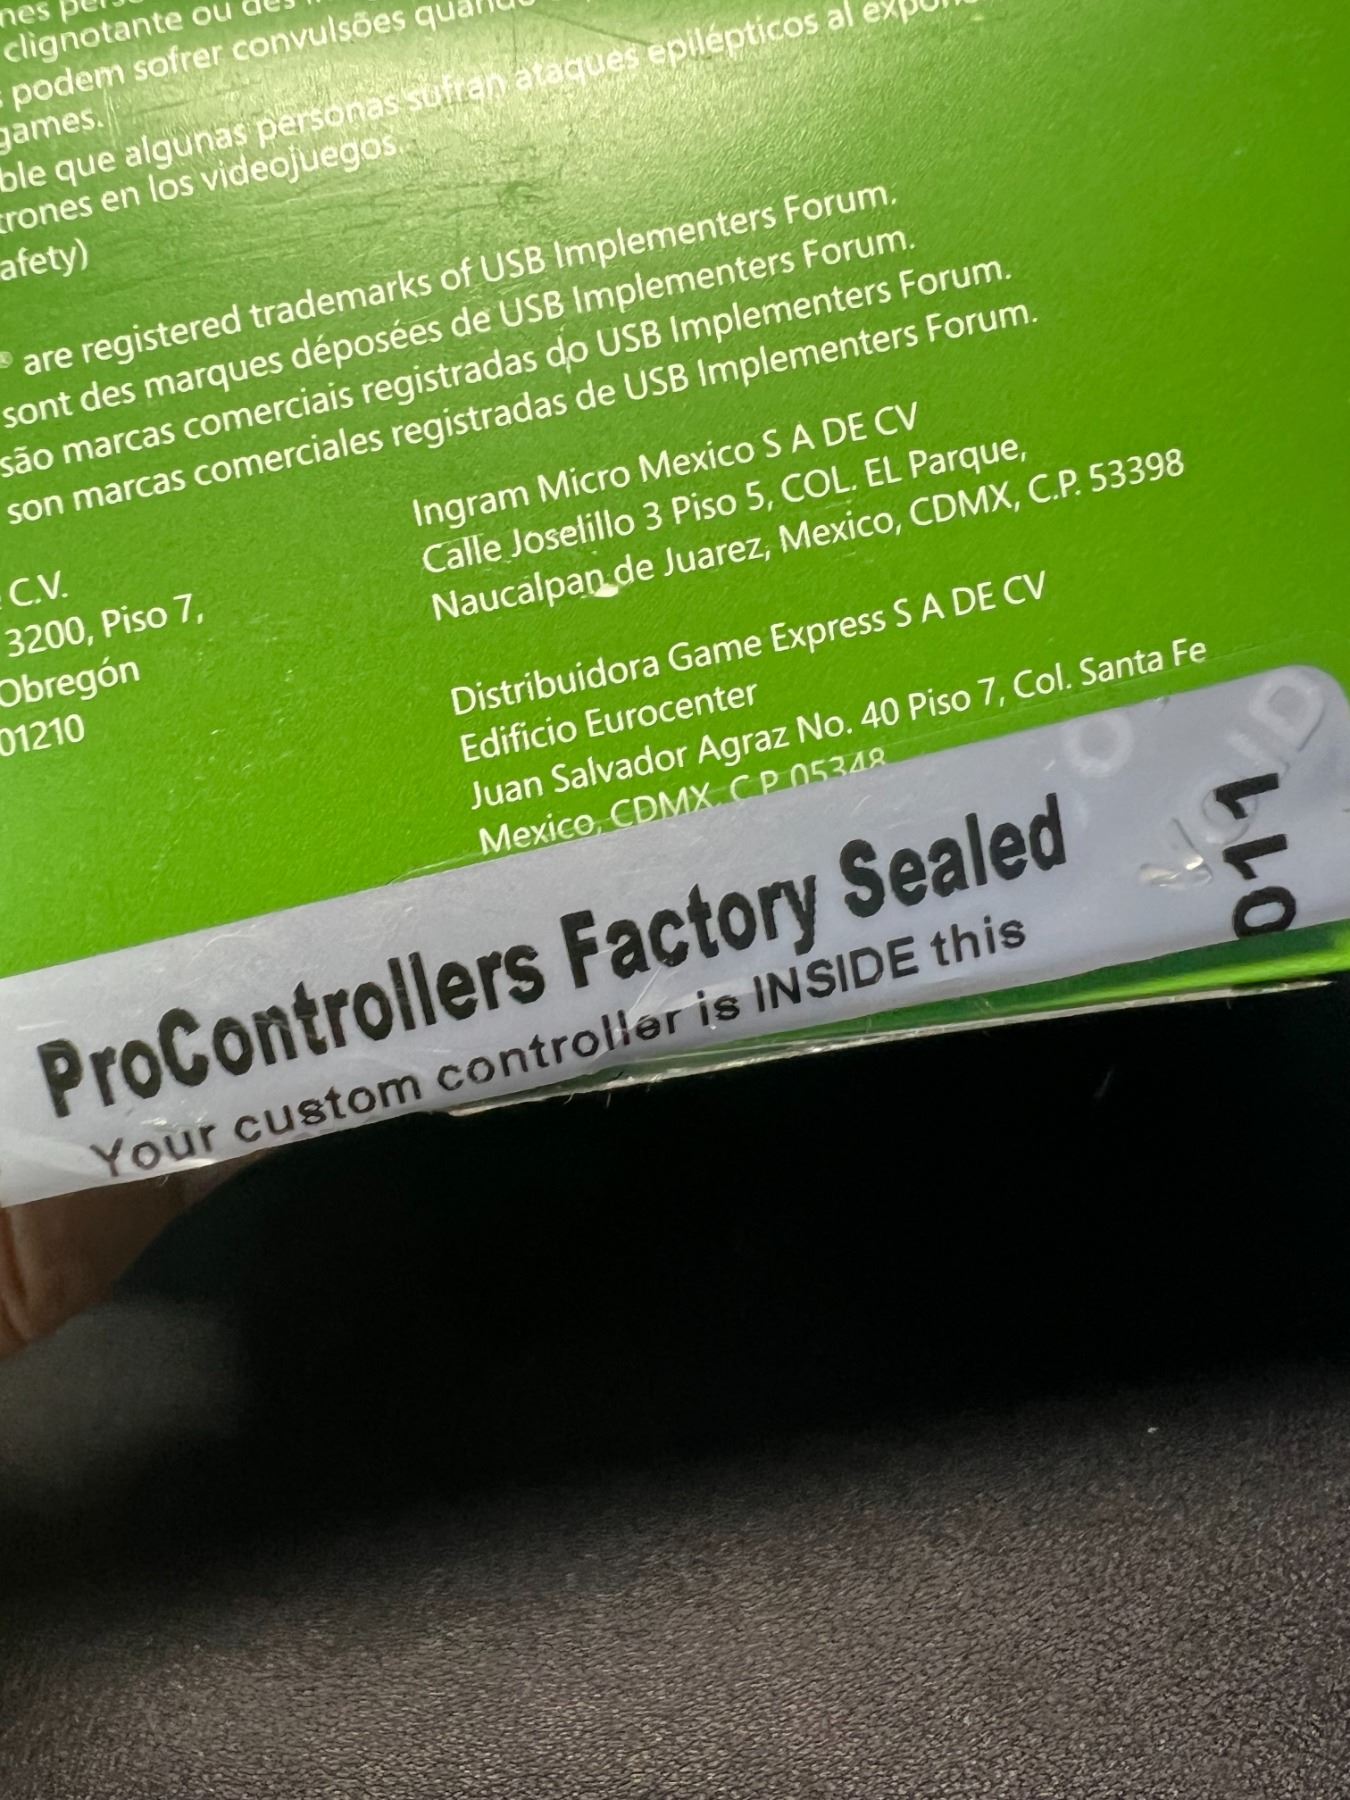 clignotante ou des
podem sofrer convulsões quando
games.
ble que algunas personas sufran ataques epilépticos al
trones en los videojuegos.
afety)
® are registered trademarks of USB Implementers Forum.
sont des marques déposées de USB Implementers Forum.
são marcas comerciais registradas do USB Implementers Forum.
son marcas comerciales registradas de USB Implementers Forum.
C.V.
3200, Piso 7,
Obregón
01210
Ingram Micro Mexico S A DE CV
Calle Joselillo 3 Piso 5, COL. EL Parque,
Naucalpan de Juarez, Mexico, CDMX, C.P. 53398
Distribuidora Game Express S A DE CV
Edificio Eurocenter
Juan Salvador Agraz No. 40 Piso 7, Col. Santa Fe
Mexico, CDMX, C.P. 05348
ProControllers Factory Sealed
Your custom controller is INSIDE this
011
VOID